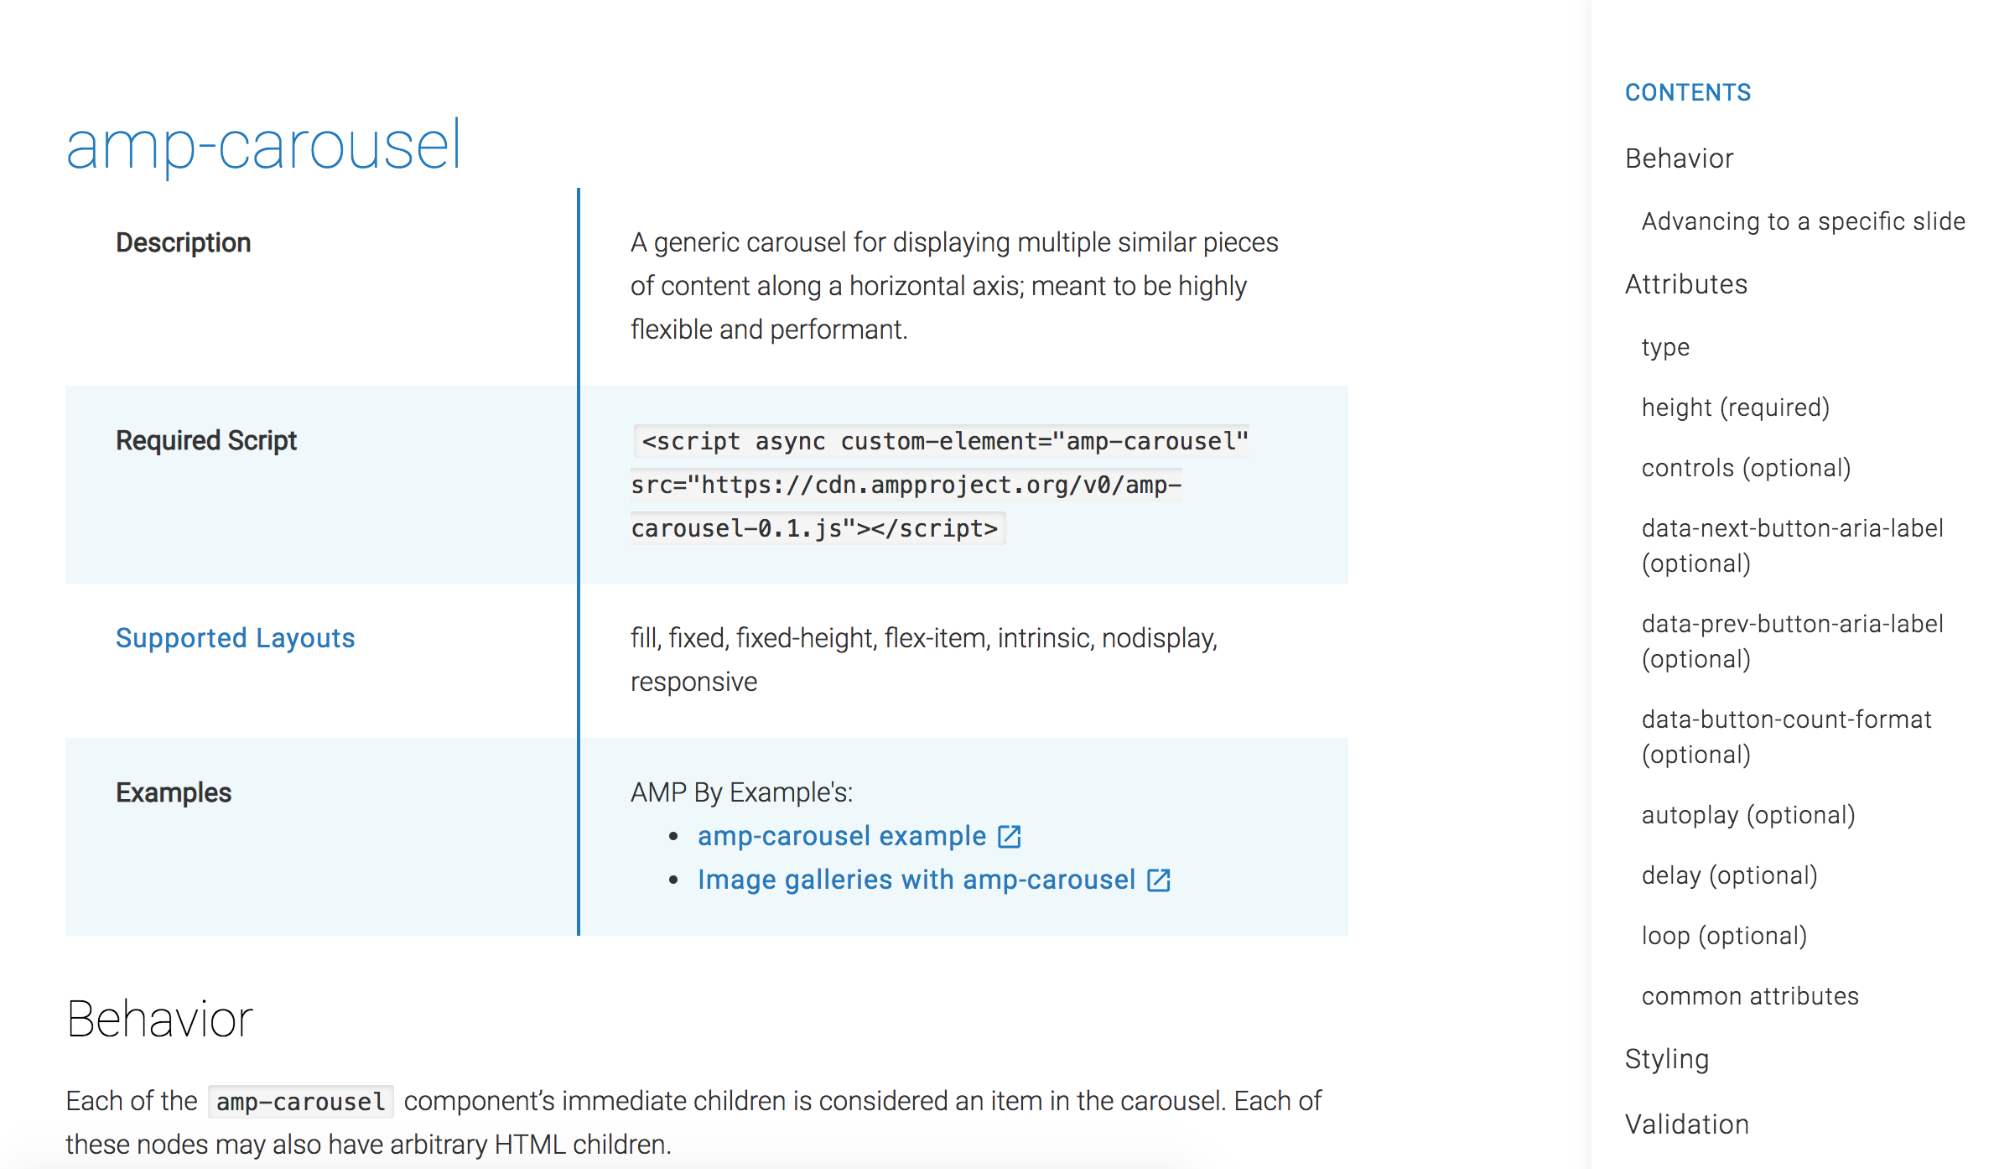 amp-carousel
Description
A generic carousel for displaying multiple similar pieces
of content along a horizontal axis; meant to be highly
flexible and performant.
Required Script
<script async custom-element="amp-carousel"
src="https://cdn.ampproject.org/v0/amp-
carousel-0.1.js"></script>
Supported Layouts
fill, fixed, fixed-height, flex-item, intrinsic, nodisplay,
responsive
Examples
AMP By Example's:
• amp-carousel example
• Image galleries with amp-carousel
Behavior
Each of the amp-carousel component’s immediate children is considered an item in the carousel. Each of
these nodes may also have arbitrary HTML children.
CONTENTS
Behavior
Advancing to a specific slide
Attributes
type
height (required)
controls (optional)
data-next-button-aria-label
(optional)
data-prev-button-aria-label
(optional)
data-button-count-format
(optional)
autoplay (optional)
delay (optional)
loop (optional)
common attributes
Styling
Validation